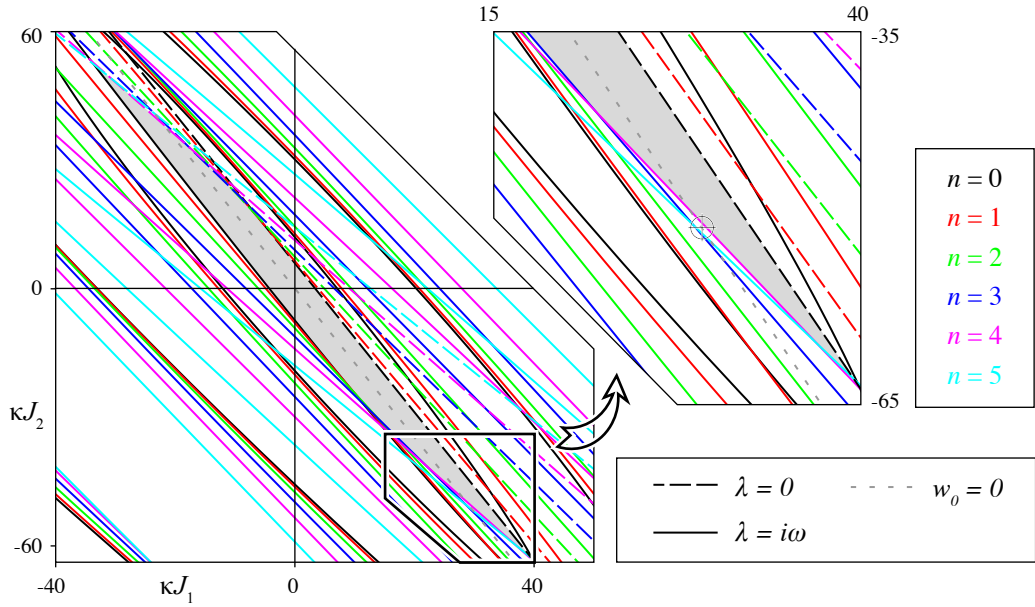 15
40
60
-35
n = 0
n = 1
n = 2
0
n = 3
n = 4
n = 5
-65
κJ2
λ = 0
w0 = 0
λ = iω
-60
-40
κJ1
0
40